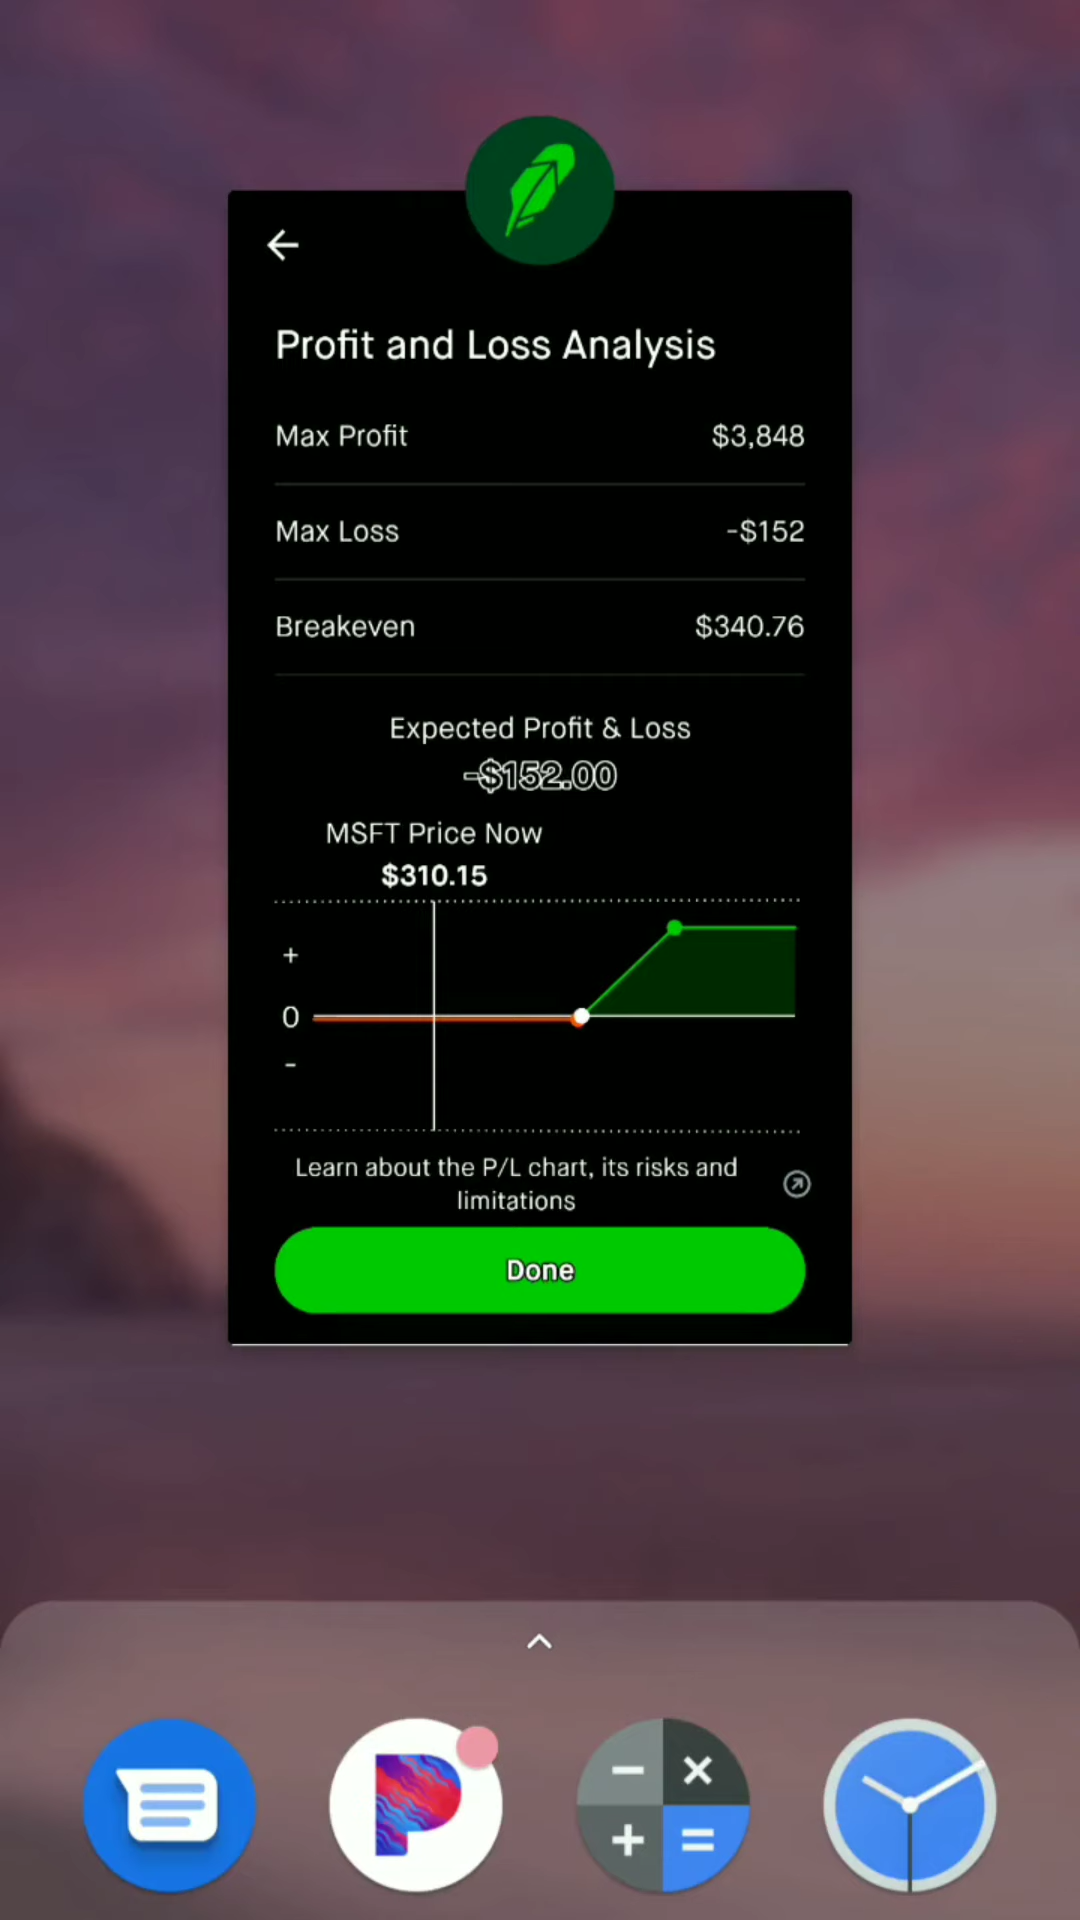 Profit and Loss Analysis
Max Profit $3,848
Max Loss -$152
Breakeven $340.76
Expected Profit & Loss
-$152.00
MSFT Price Now
$310.15
+
0
-
Learn about the P/L chart, its risks and
limitations
Done